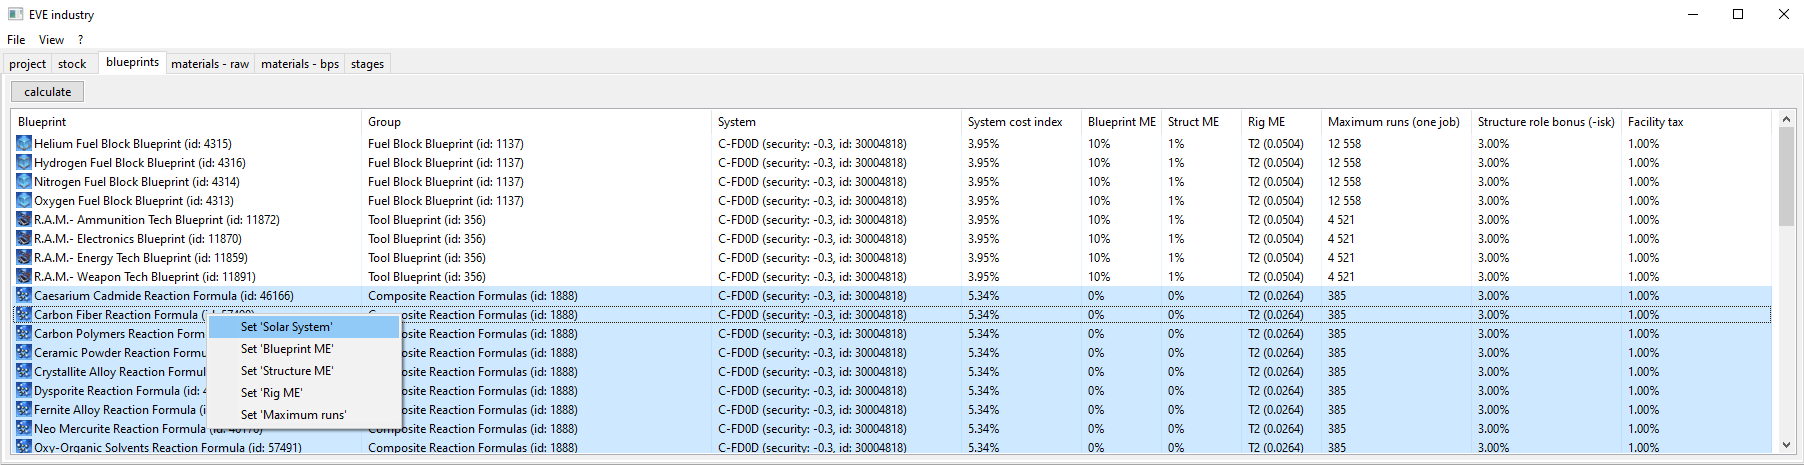 EVE industry
File View ?
project stock blueprints materials - raw materials - bps stages
calculate
Blueprint Group System System cost index Blueprint ME Struct ME Rig ME Maximum runs (one job) Structure role bonus (-isk) Facility tax
Helium Fuel Block Blueprint (id: 4315) Fuel Block Blueprint (id: 1137) C-FD0D (security: -0.3, id: 30004818) 3.95% 10% 1% T2 (0.0504) 12 558 3.00% 1.00%
Hydrogen Fuel Block Blueprint (id: 4316) Fuel Block Blueprint (id: 1137) C-FD0D (security: -0.3, id: 30004818) 3.95% 10% 1% T2 (0.0504) 12 558 3.00% 1.00%
Nitrogen Fuel Block Blueprint (id: 4314) Fuel Block Blueprint (id: 1137) C-FD0D (security: -0.3, id: 30004818) 3.95% 10% 1% T2 (0.0504) 12 558 3.00% 1.00%
Oxygen Fuel Block Blueprint (id: 4313) Fuel Block Blueprint (id: 1137) C-FD0D (security: -0.3, id: 30004818) 3.95% 10% 1% T2 (0.0504) 12 558 3.00% 1.00%
R.A.M.- Ammunition Tech Blueprint (id: 11872) Tool Blueprint (id: 356) C-FD0D (security: -0.3, id: 30004818) 3.95% 10% 1% T2 (0.0504) 4 521 3.00% 1.00%
R.A.M.- Electronics Blueprint (id: 11870) Tool Blueprint (id: 356) C-FD0D (security: -0.3, id: 30004818) 3.95% 10% 1% T2 (0.0504) 4 521 3.00% 1.00%
R.A.M.- Energy Tech Blueprint (id: 11859) Tool Blueprint (id: 356) C-FD0D (security: -0.3, id: 30004818) 3.95% 10% 1% T2 (0.0504) 4 521 3.00% 1.00%
R.A.M.- Weapon Tech Blueprint (id: 11891) Tool Blueprint (id: 356) C-FD0D (security: -0.3, id: 30004818) 3.95% 10% 1% T2 (0.0504) 4 521 3.00% 1.00%
Caesarium Cadmide Reaction Formula (id: 46166) Composite Reaction Formulas (id: 1888) C-FD0D (security: -0.3, id: 30004818) 5.34% 0% 0% T2 (0.0264) 385 3.00% 1.00%
Carbon Fiber Reaction Formula Reaction Formulas (id: 1888) C-FD0D (security: -0.3, id: 30004818) 5.34% 0% 0% T2 (0.0264) 385 3.00% 1.00%
Carbon Polymers Reaction Form Reaction Formulas (id: 1888) C-FD0D (security: -0.3, id: 30004818) 5.34% 0% 0% T2 (0.0264) 385 3.00% 1.00%
Ceramic Powder Reaction Formu Reaction Formulas (id: 1888) C-FD0D (security: -0.3, id: 30004818) 5.34% 0% 0% T2 (0.0264) 385 3.00% 1.00%
Crystallite Alloy Reaction Formul Reaction Formulas (id: 1888) C-FD0D (security: -0.3, id: 30004818) 5.34% 0% 0% T2 (0.0264) 385 3.00% 1.00%
Dysporite Reaction Formula (id: Reaction Formulas (id: 1888) C-FD0D (security: -0.3, id: 30004818) 5.34% 0% 0% T2 (0.0264) 385 3.00% 1.00%
Fernite Alloy Reaction Formula (i Reaction Formulas (id: 1888) C-FD0D (security: -0.3, id: 30004818) 5.34% 0% 0% T2 (0.0264) 385 3.00% 1.00%
Neo Mercurite Reaction Formula Composite Reaction Formulas (id: 1888) C-FD0D (security: -0.3, id: 30004818) 5.34% 0% 0% T2 (0.0264) 385 3.00% 1.00%
Oxy-Organic Solvents Reaction Formula (id: 57491) Composite Reaction Formulas (id: 1888) C-FD0D (security: -0.3, id: 30004818) 5.34% 0% 0% T2 (0.0264) 385 3.00% 1.00%
Set 'Solar System'
Set 'Blueprint ME'
Set 'Structure ME'
Set 'Rig ME'
Set 'Maximum runs'